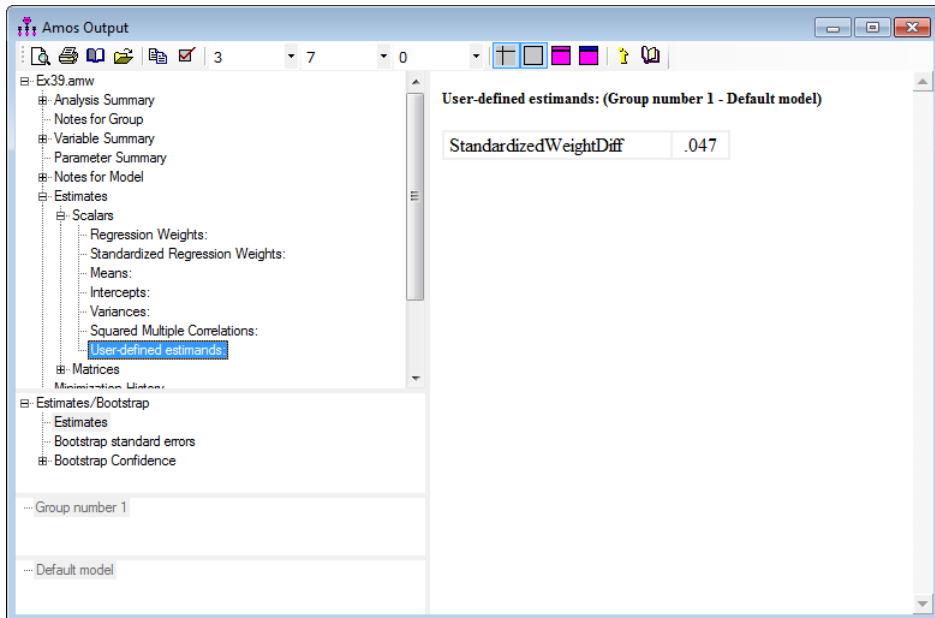 Amos Output
3 7 0
Ex39.amw
Analysis Summary
Notes for Group
Variable Summary
Parameter Summary
Notes for Model
Estimates
Scalars
Regression Weights:
Standardized Regression Weights:
Means:
Intercepts:
Variances:
Squared Multiple Correlations:
User-defined estimands:
Matrices
Minimization History
Estimates/Bootstrap
Estimates
Bootstrap standard errors
Bootstrap Confidence
Group number 1
Default model
User-defined estimands: (Group number 1 - Default model)
StandardizedWeightDiff .047